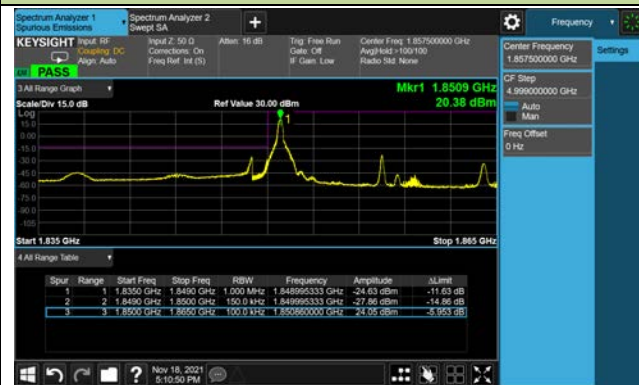 Spectrum Analyzer 1
Spurious Emissions
Spectrum Analyzer 2
Swept SA
+
Frequency
KEYSIGHT
Input: RF
Coupling: DC
Align: Auto
Input Z: 50 Ω
Corrections: On
Freq Ref: Int (S)
Atten: 16 dB
Trig: Free Run
Gate: Off
IF Gain: Low
Center Freq: 1.857500000 GHz
Avg|Hold:>100/100
Radio Std: None
PASS
Center Frequency
1.857500000 GHz
Settings
CF Step
4.999000000 GHz
Auto
Man
Freq Offset
0 Hz
3 All Range Graph
Mkr1 1.8509 GHz
Scale/Div 15.0 dB
Ref Value 30.00 dBm
20.38 dBm
Log
15.0
0.00
-15.0
-30.0
-45.0
-60.0
-75.0
-90.0
-105
1
Start 1.835 GHz
Stop 1.865 GHz
4 All Range Table
Spur Range Start Freq Stop Freq RBW Frequency Amplitude ΔLimit
1 1 1.8350 GHz 1.8490 GHz 1.000 MHz 1.848995333 GHz -24.63 dBm -11.63 dB
2 2 1.8490 GHz 1.8500 GHz 150.0 kHz 1.849995333 GHz -27.86 dBm -14.86 dB
3 3 1.8500 GHz 1.8650 GHz 100.0 kHz 1.850860000 GHz 24.05 dBm -5.953 dB
?
Nov 18, 2021
5:10:50 PM